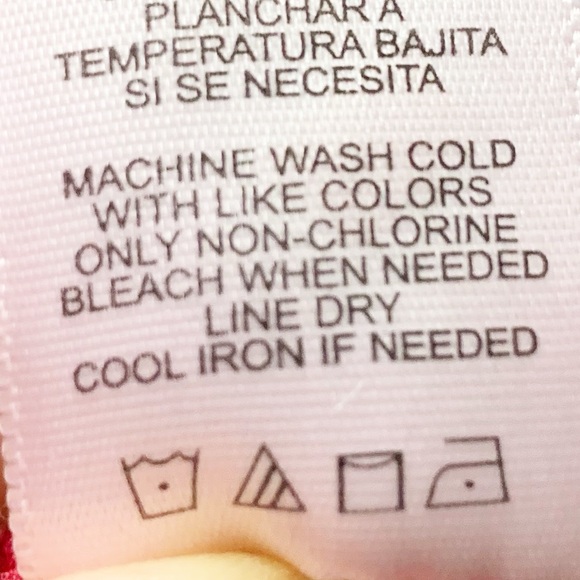 PLANCHAR A
TEMPERATURA BAJITA
SI SE NECESITA
MACHINE WASH COLD
WITH LIKE COLORS
ONLY NON-CHLORINE
BLEACH WHEN NEEDED
LINE DRY
COOL IRON IF NEEDED